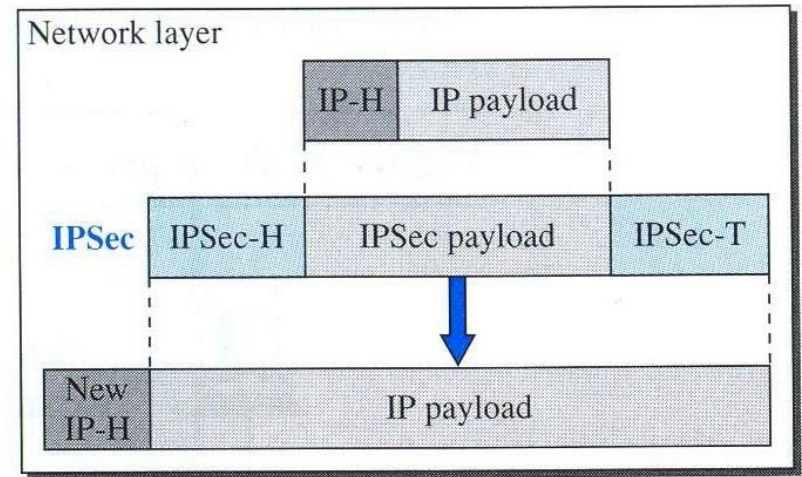 Network layer
IP-H IP payload
IPSec IPSec-H IPSec payload IPSec-T
New
IP-H
IP payload